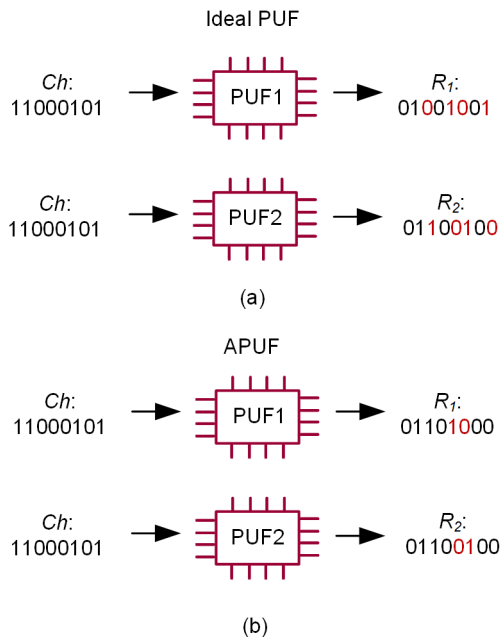 Ideal PUF
Ch:
11000101
PUF1
R1:
01001001
Ch:
11000101
PUF2
R2:
01100100
(a)
APUF
Ch:
11000101
PUF1
R1:
01101000
Ch:
11000101
PUF2
R2:
01100100
(b)